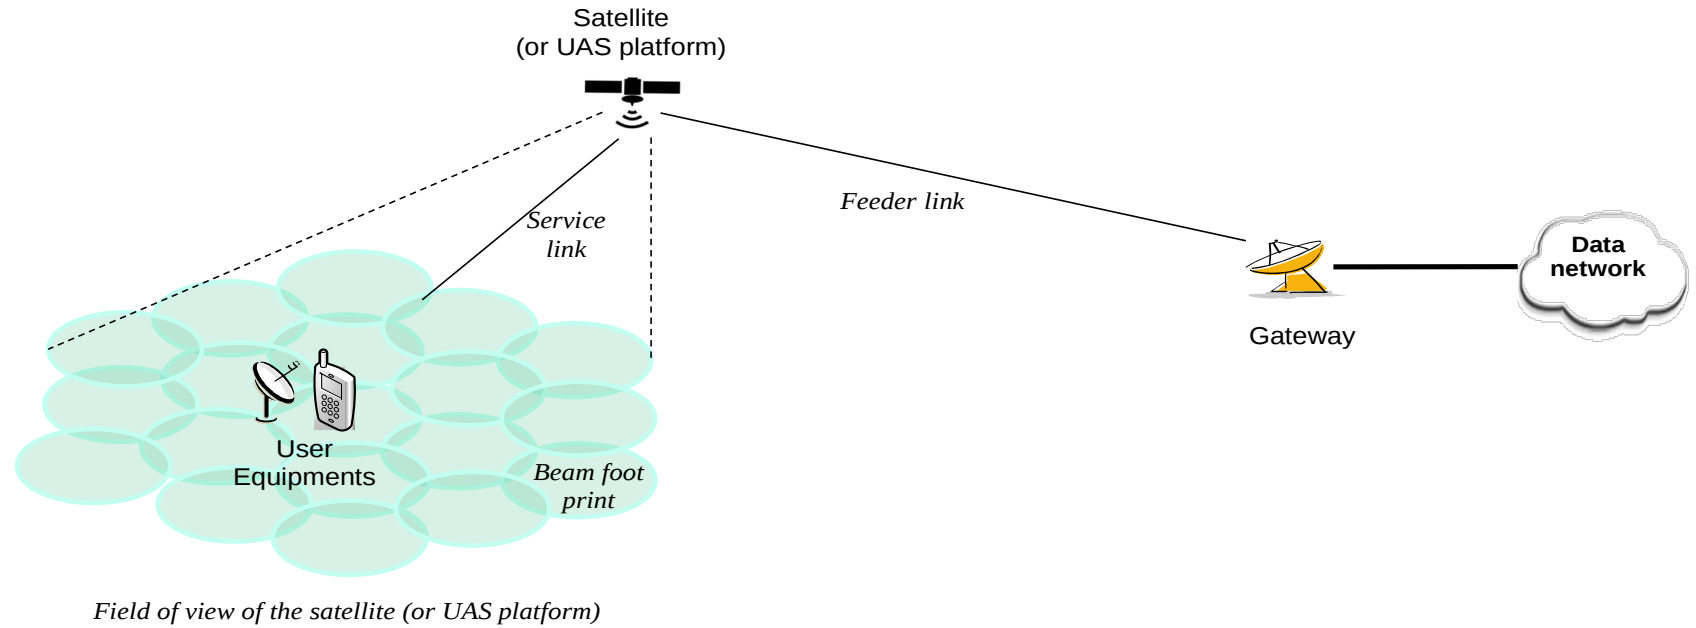 Satellite
(or UAS platform)
Feeder link
Service
link
Data
network
Gateway
User
Equipments
Beam foot
print
Field of view of the satellite (or UAS platform)